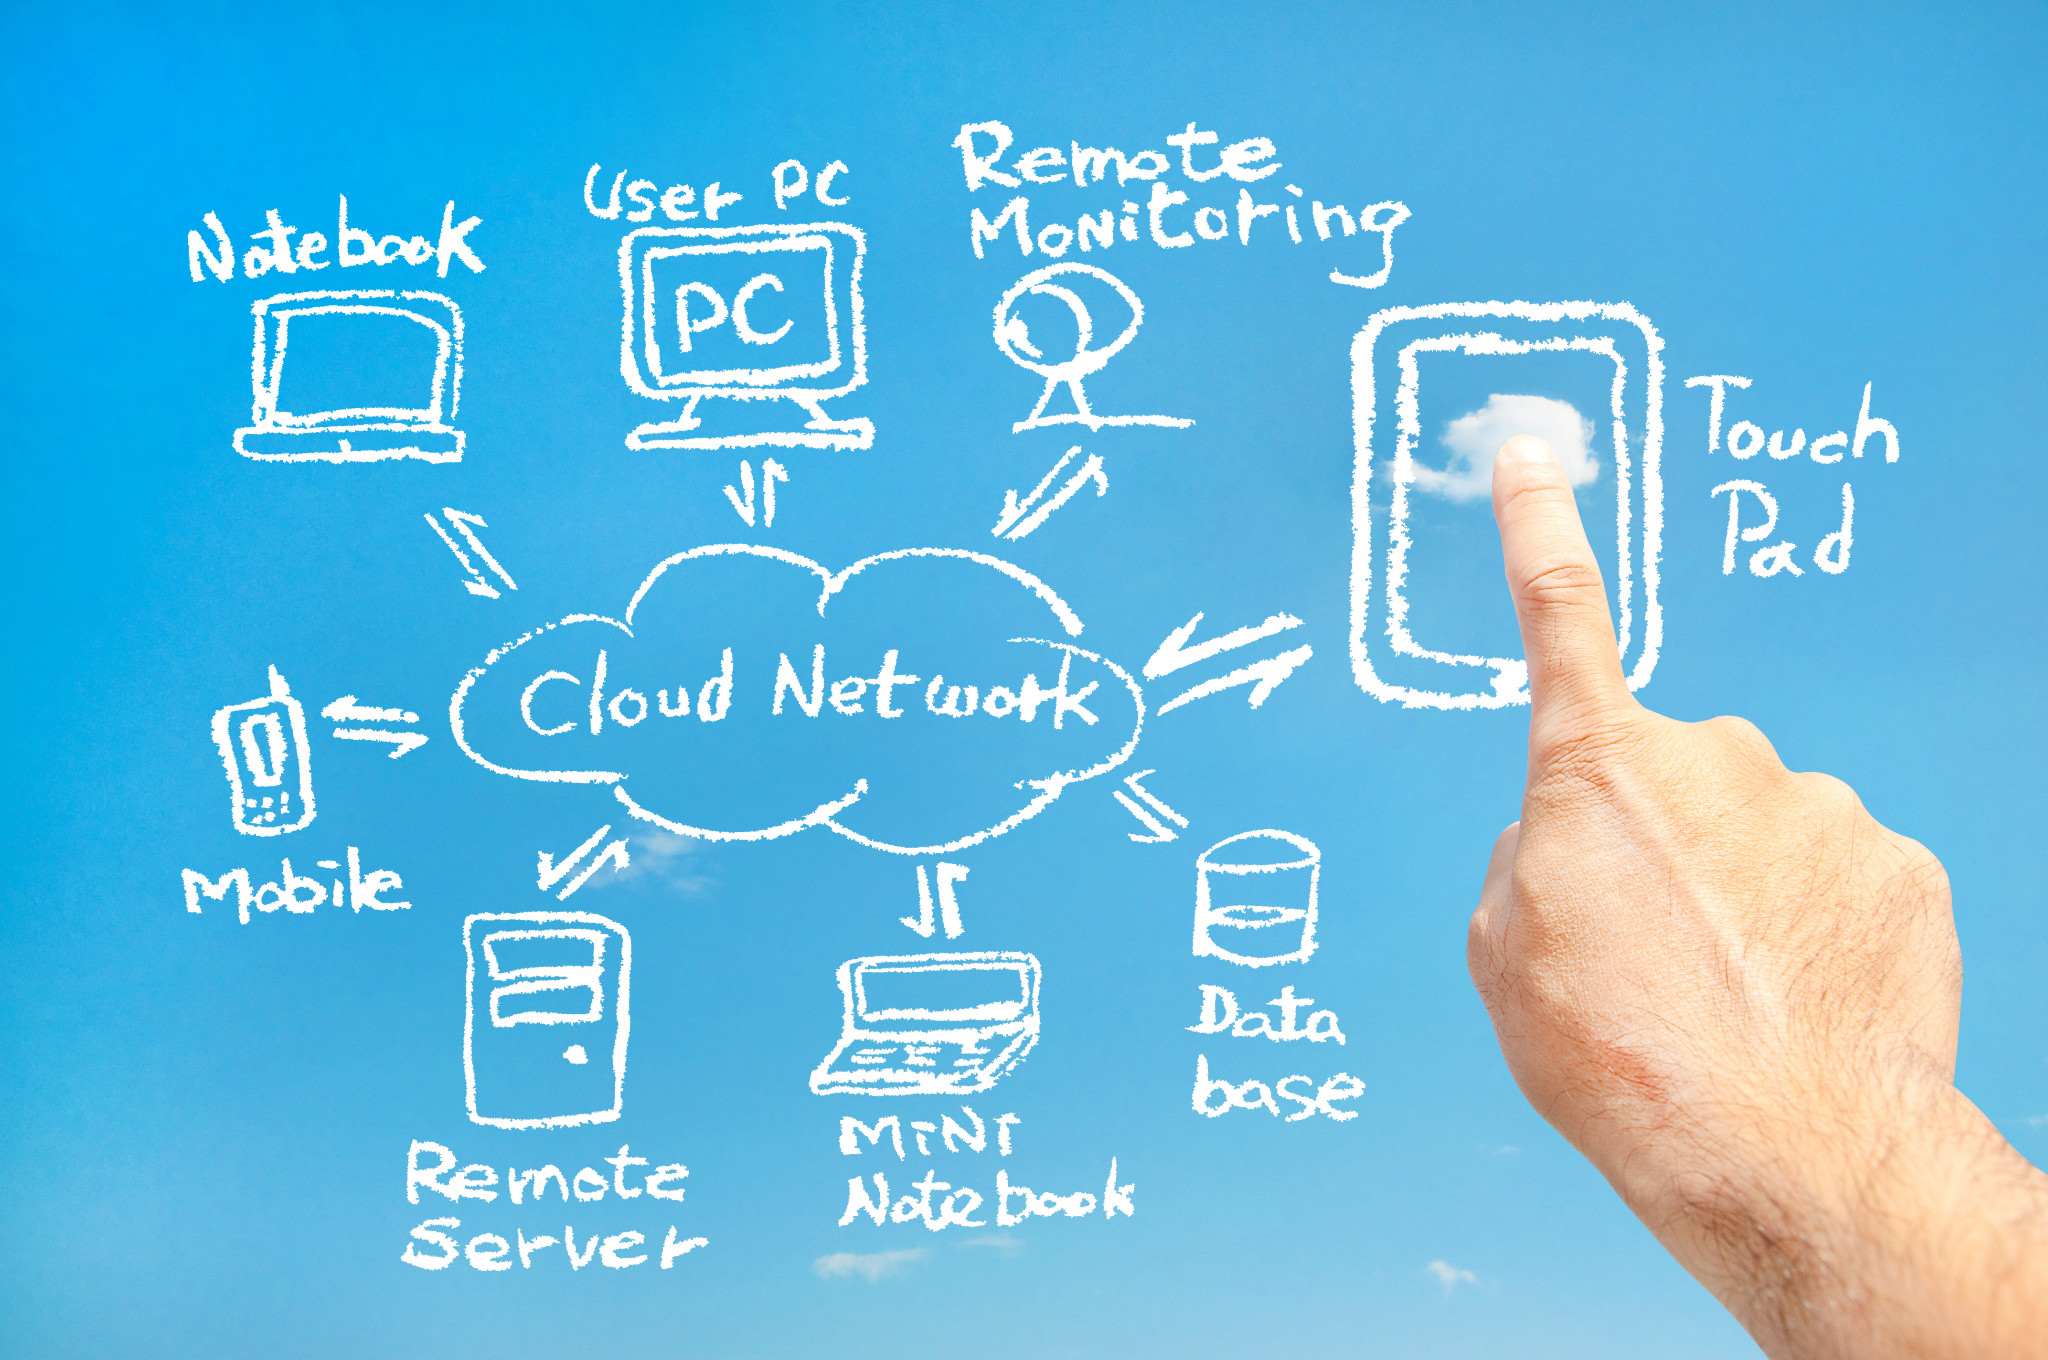 Notebook
User PC
PC
Remote
Monitoring
Touch
Pad
Cloud Network
Mobile
Remote
Server
MiNi
Notebook
Data
base